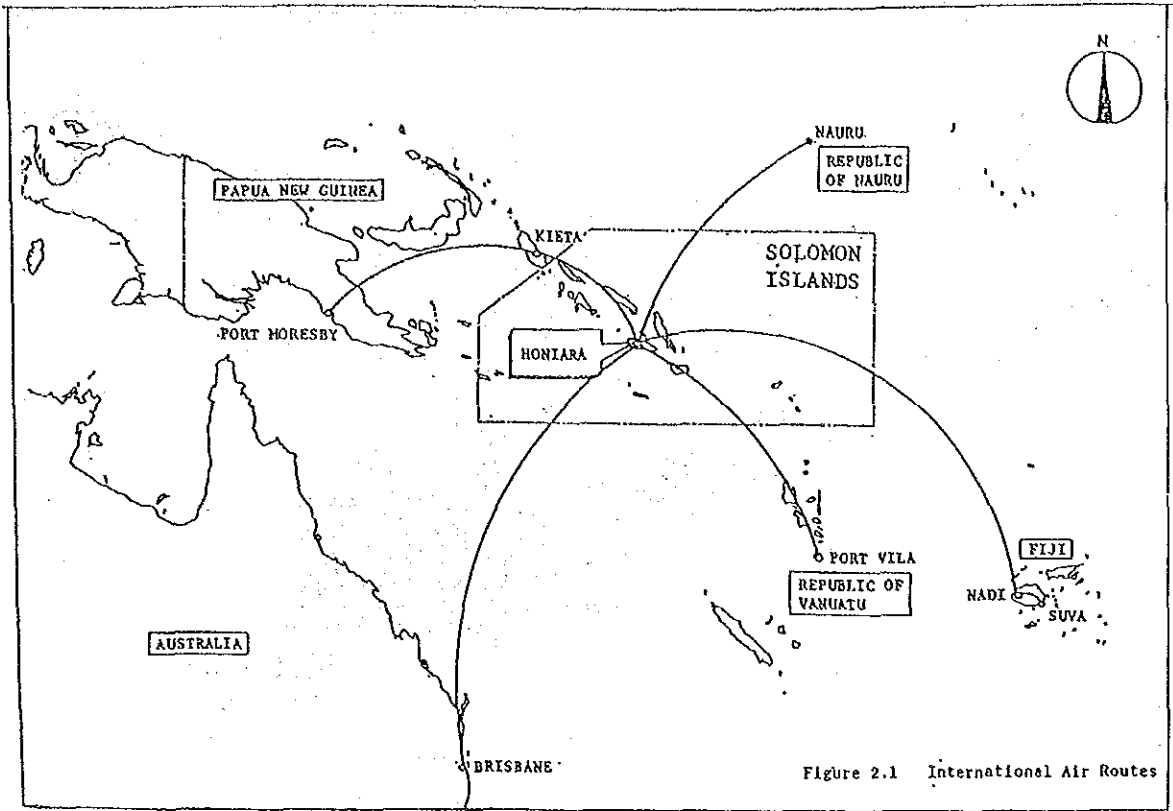 N
NAURU
REPUBLIC
OF NAURU
PAPUA NEW GUINEA
KIETA
SOLOMON
ISLANDS
PORT MORESBY
HONIARA
PORT VILA
REPUBLIC OF
VANUATU
FIJI
NADI
SUVA
AUSTRALIA
BRISBANE
Figure 2.1 International Air Routes